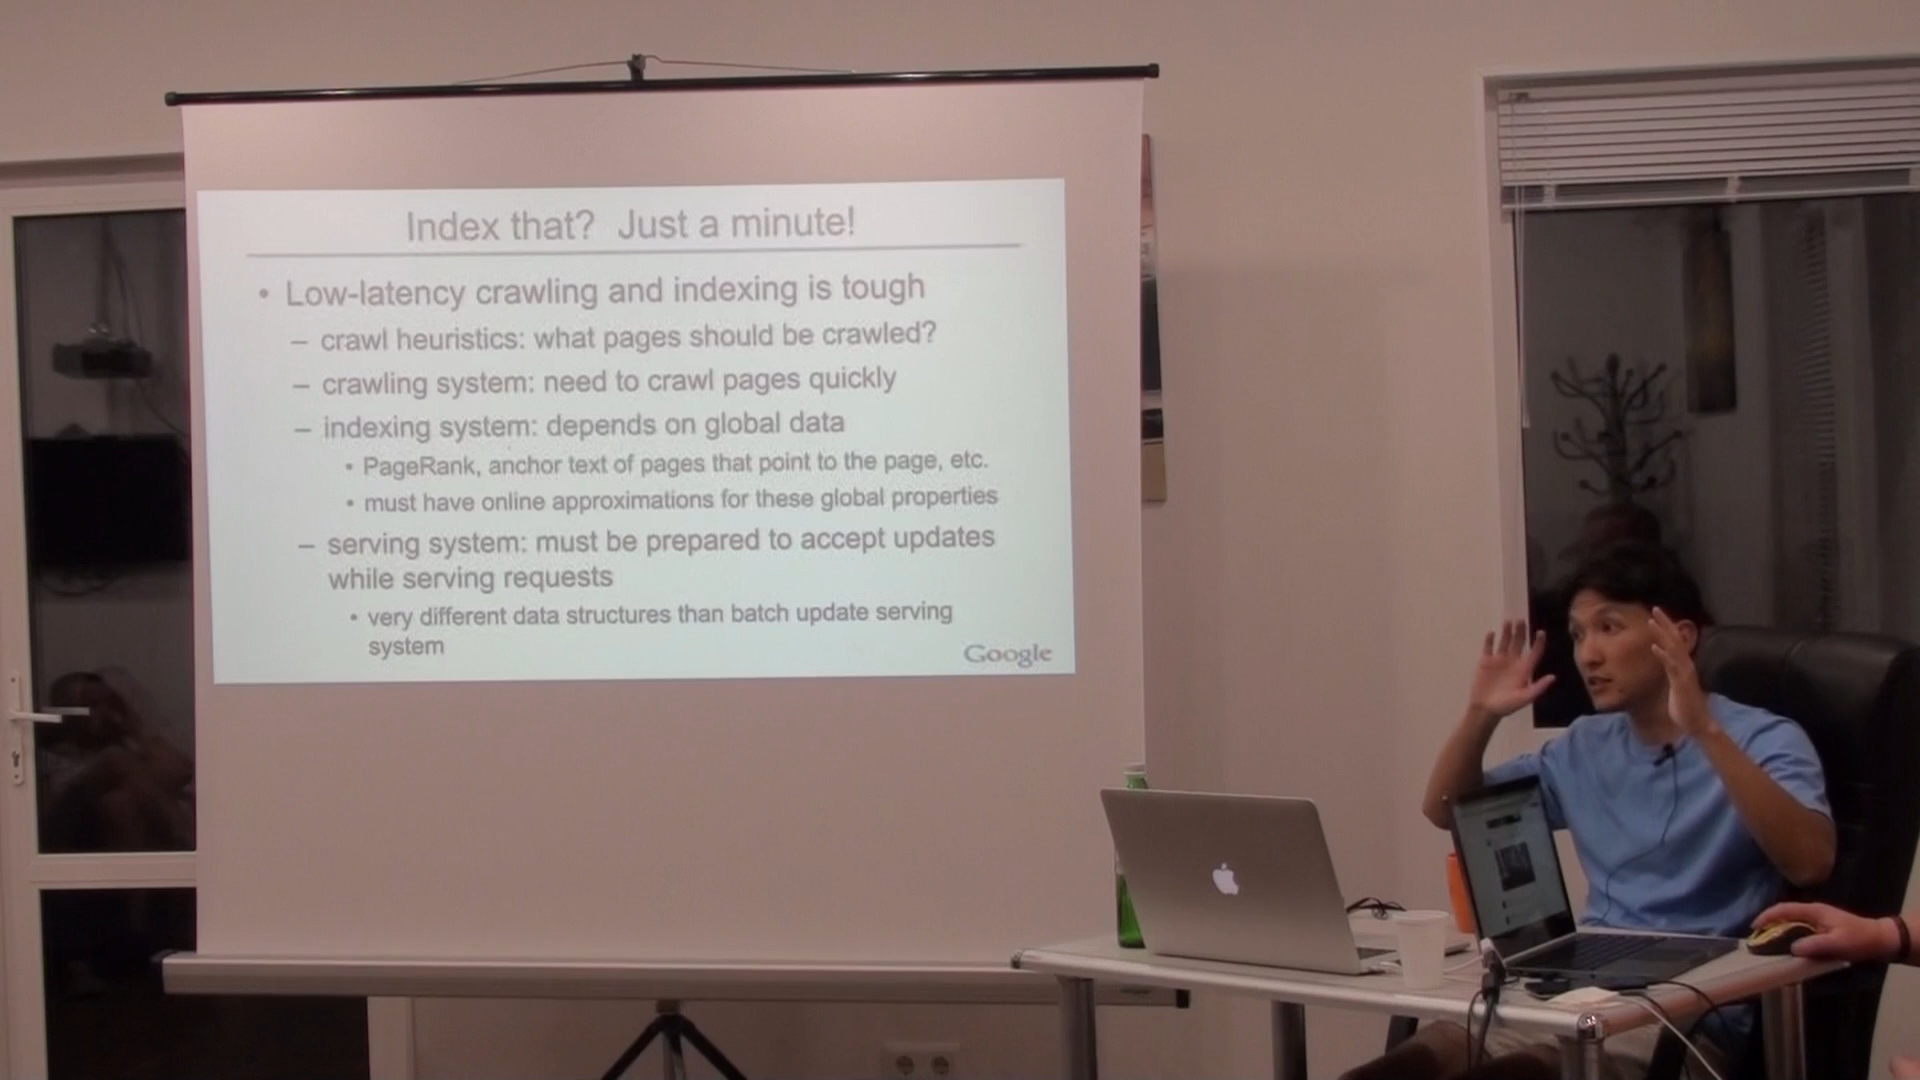 Index that? Just a minute!
• Low-latency crawling and indexing is tough
– crawl heuristics: what pages should be crawled?
– crawling system: need to crawl pages quickly
– indexing system: depends on global data
• PageRank, anchor text of pages that point to the page, etc.
• must have online approximations for these global properties
– serving system: must be prepared to accept updates
while serving requests
• very different data structures than batch update serving
system
Google